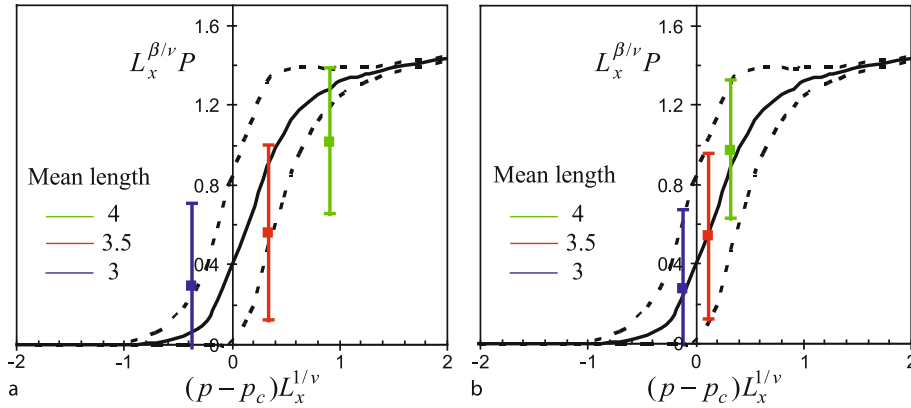 1.6
L_x^{β/ν} P
1.2
Mean length
0.8
4
3.5
0.4
3
0
-2 -1 0 1 2
a
(p − p_c)L_x^{1/ν}
1.6
L_x^{β/ν} P
1.2
Mean length
0.8
4
3.5
0.4
3
0
-2 -1 0 1 2
b
(p − p_c)L_x^{1/ν}